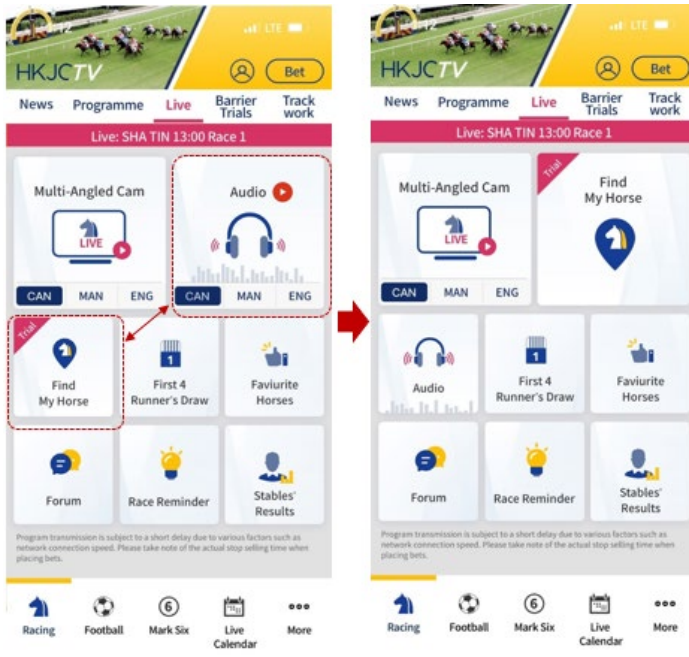 LTE
HKJCTV
Bet
News Programme Live Barrier Trials Track work
Live: SHA TIN 13:00 Race 1
Multi-Angled Cam
LIVE
CAN MAN ENG
Audio
CAN MAN ENG
Trial
Find
My Horse
1
First 4
Runner's Draw
Faviurite
Horses
Forum
Race Reminder
Stables'
Results
Program transmission is subject to a short delay due to various factors such as
network connection speed. Please take note of the actual stop selling time when
placing bets.
Racing
Football
6
Mark Six
Live
Calendar
More
LTE
HKJCTV
Bet
News Programme Live Barrier Trials Track work
Live: SHA TIN 13:00 Race 1
Multi-Angled Cam
LIVE
CAN MAN ENG
Trial
Find
My Horse
Audio
1
First 4
Runner's Draw
Faviurite
Horses
Forum
Race Reminder
Stables'
Results
Program transmission is subject to a short delay due to various factors such as
network connection speed. Please take note of the actual stop selling time when
placing bets.
Racing
Football
6
Mark Six
Live
Calendar
More